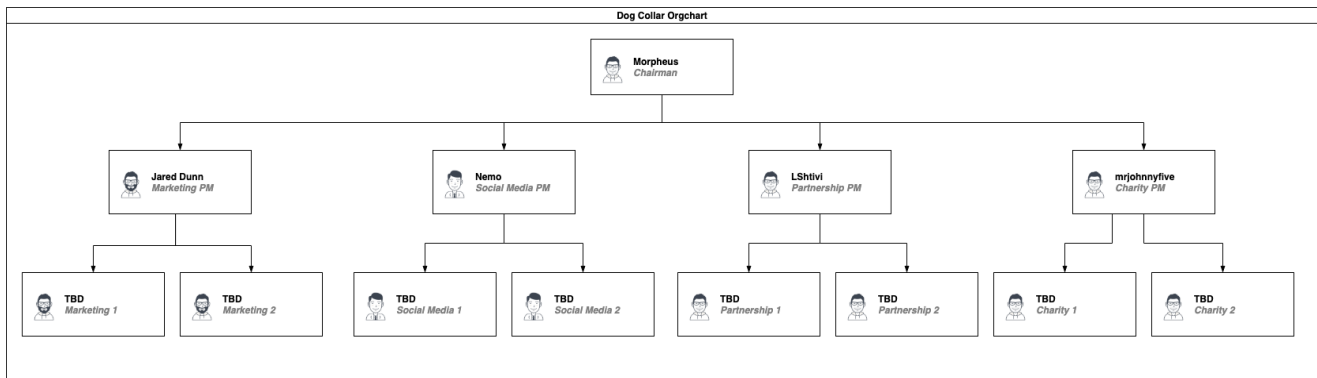 Dog Collar Orgchart
Morpheus
Chairman
Jared Dunn
Marketing PM
Nemo
Social Media PM
LShtivi
Partnership PM
mrjohnnyfive
Charity PM
TBD
Marketing 1
TBD
Marketing 2
TBD
Social Media 1
TBD
Social Media 2
TBD
Partnership 1
TBD
Partnership 2
TBD
Charity 1
TBD
Charity 2